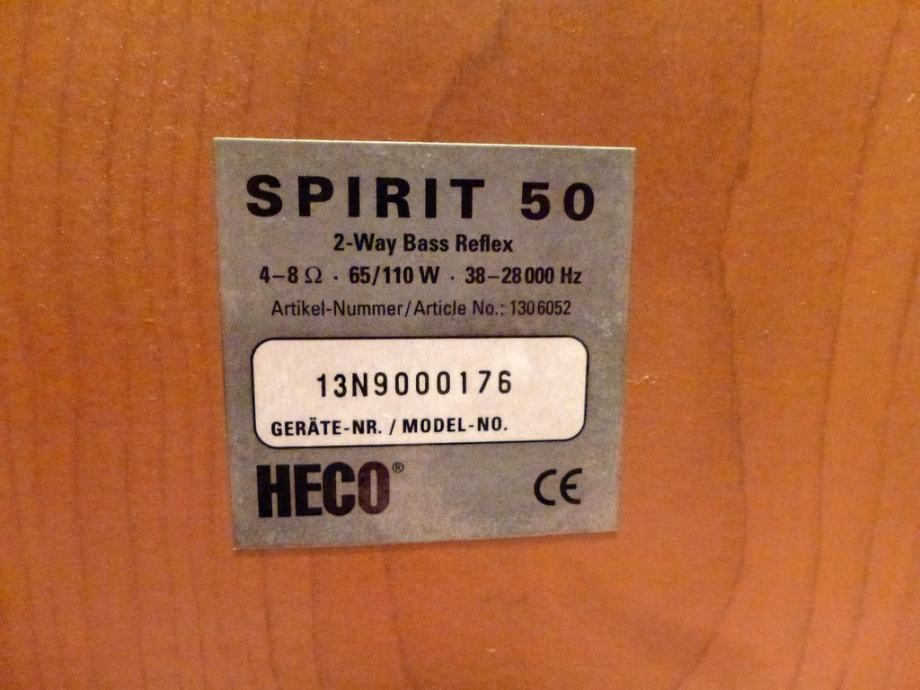 SPIRIT 50
2-Way Bass Reflex
4–8 Ω · 65/110 W · 38–28 000 Hz
Artikel-Nummer/Article No.: 1306052
13N9000176
GERÄTE-NR. / MODEL-NO.
HECO® CE